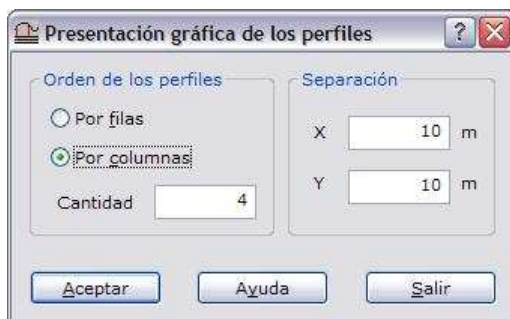 Presentación gráfica de los perfiles
Orden de los perfiles
Por filas
Por columnas
Cantidad 4
Separación
X 10 m
Y 10 m
Aceptar Ayuda Salir